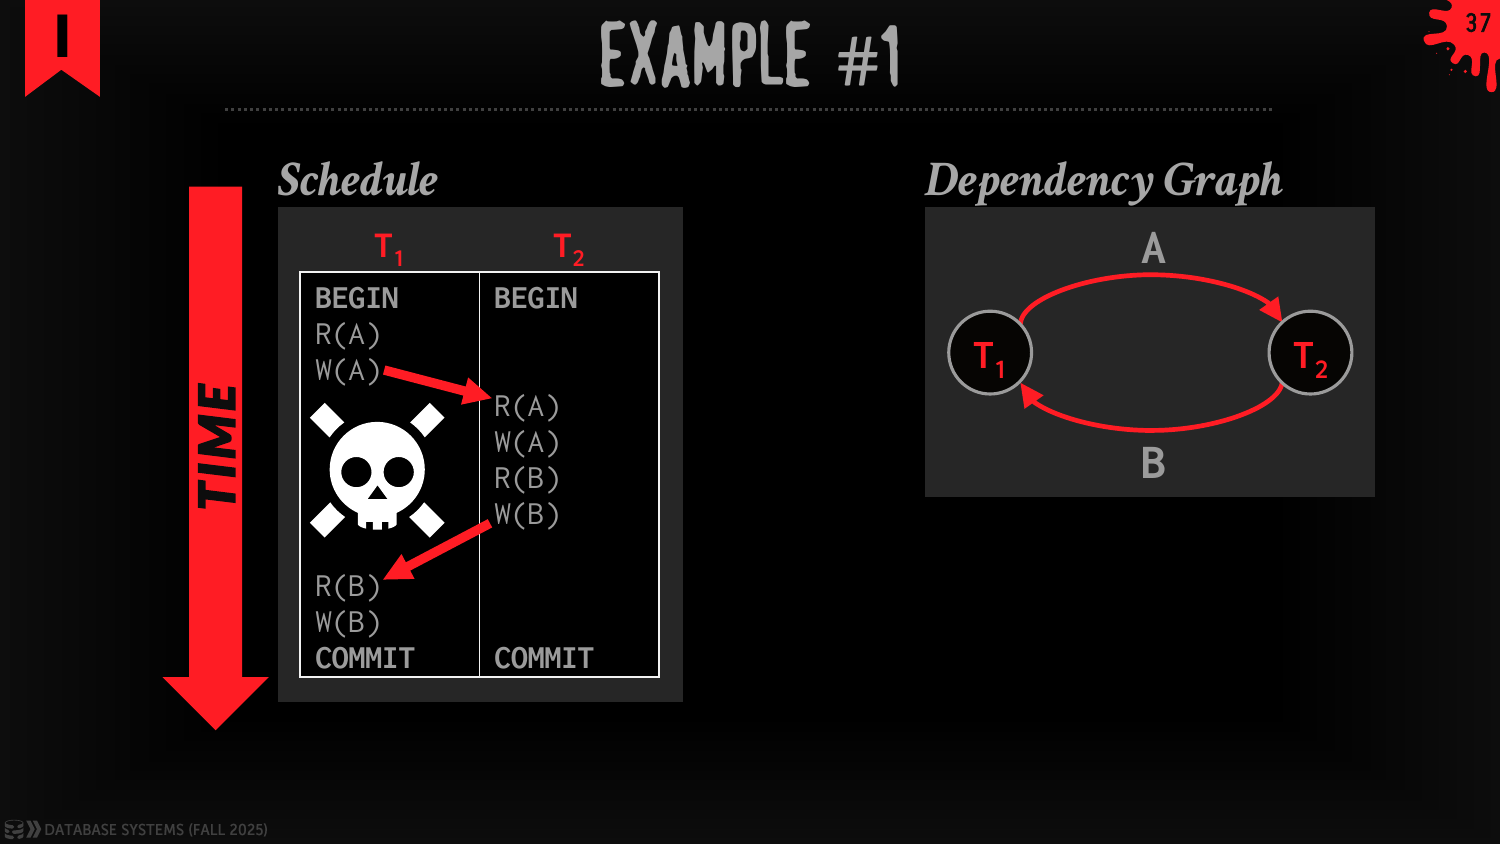 I
EXAMPLE #1
37
Schedule
T1 T2
BEGIN BEGIN
R(A)
W(A)
R(A)
W(A)
R(B)
W(B)
R(B)
W(B)
COMMIT COMMIT
TIME
Dependency Graph
A
T1 T2
B
DATABASE SYSTEMS (FALL 2025)